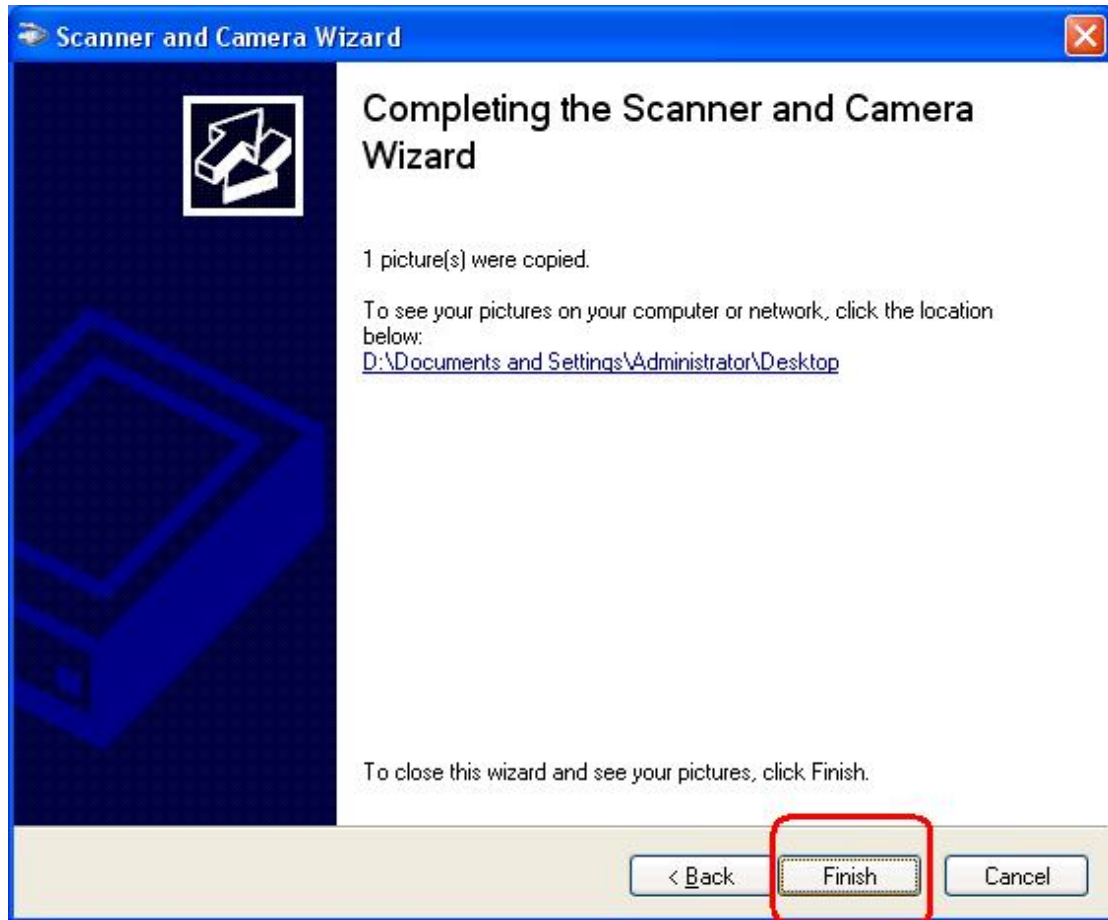 Scanner and Camera Wizard
Completing the Scanner and Camera
Wizard
1 picture(s) were copied.
To see your pictures on your computer or network, click the location
below:
D:\Documents and Settings\Administrator\Desktop
To close this wizard and see your pictures, click Finish.
< Back Finish Cancel